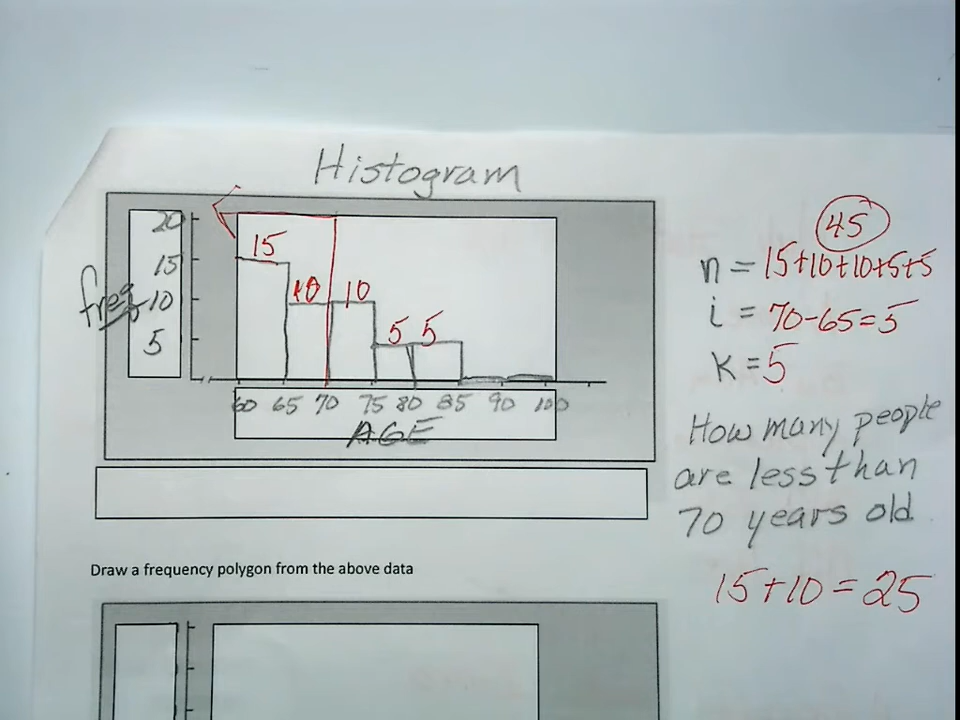 Histogram
20
15
10
5
freq
15
10
10
5
5
60 65 70 75 80 85 90 100
AGE
45
n = 15+10+10+5+5
i = 70-65=5
K = 5
How many people
are less than
70 years old
15+10=25
Draw a frequency polygon from the above data